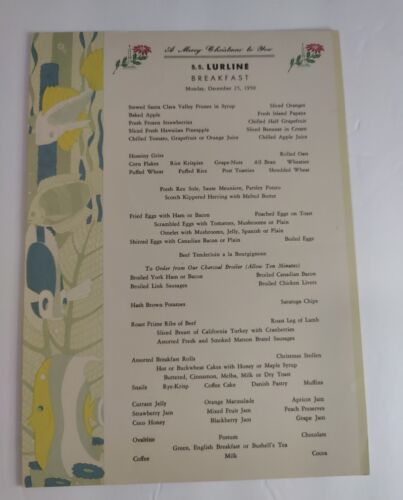 A Merry Christmas to You
S.S. LURLINE
BREAKFAST
Monday, December 25, 1950
Stewed Santa Clara Valley Prunes in Syrup Sliced Oranges
Baked Apple Fresh Island Papaya
Fresh Frozen Strawberries Chilled Half Grapefruit
Sliced Fresh Hawaiian Pineapple Sliced Bananas in Cream
Chilled Tomato, Grapefruit or Orange Juice Chilled Apple Juice
Hominy Grits Rolled Oats
Corn Flakes Rice Krispies Grape-Nuts All Bran Wheaties
Puffed Wheat Puffed Rice Post Toasties Shredded Wheat
Fresh Rex Sole, Saute Meuniere, Parsley Potato
Scotch Kippered Herring with Melted Butter
Fried Eggs with Ham or Bacon Poached Eggs on Toast
Scrambled Eggs with Tomatoes, Mushrooms or Plain
Omelet with Mushrooms, Jelly, Spanish or Plain
Shirred Eggs with Canadian Bacon or Plain Boiled Eggs
Beef Tenderloin a la Bourgignone
To Order from Our Charcoal Broiler (Allow Ten Minutes)
Broiled York Ham or Bacon Broiled Canadian Bacon
Broiled Link Sausages Broiled Chicken Livers
Hash Brown Potatoes Saratoga Chips
Roast Prime Ribs of Beef Roast Leg of Lamb
Sliced Breast of California Turkey with Cranberries
Assorted Fresh and Smoked Matson Brand Sausages
Assorted Breakfast Rolls Christmas Stollen
Hot or Buckwheat Cakes with Honey or Maple Syrup
Buttered, Cinnamon, Melba, Milk or Dry Toast
Snails Rye-Krisp Coffee Cake Danish Pastry Muffins
Currant Jelly Orange Marmalade Apricot Jam
Strawberry Jam Mixed Fruit Jam Peach Preserves
Coco Honey Blackberry Jam Grape Jam
Ovaltine Postum Chocolate
Green, English Breakfast or Bushell's Tea
Coffee Milk Cocoa